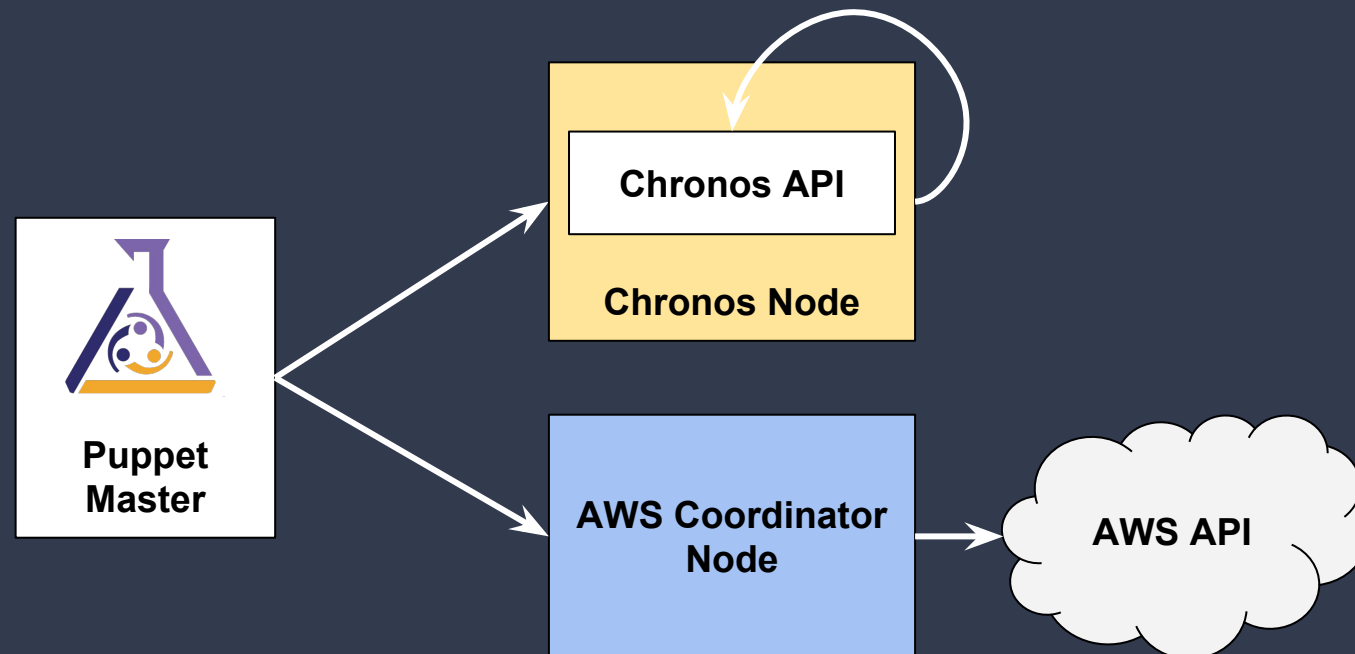 Chronos API
Chronos Node
Puppet
Master
AWS Coordinator
Node
AWS API